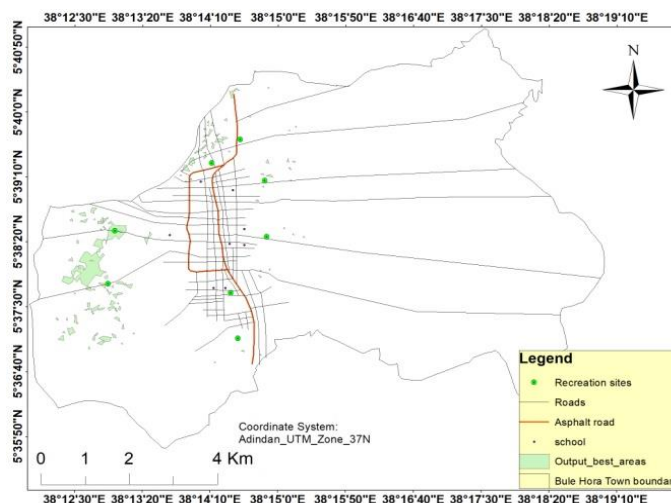 38°12'30"E 38°13'20"E 38°14'10"E 38°15'0"E 38°15'50"E 38°16'40"E 38°17'30"E 38°18'20"E 38°19'10"E
5°40'50"N
5°40'0"N
5°39'10"N
5°38'20"N
5°37'30"N
5°36'40"N
5°35'50"N
N
Legend
Recreation sites
Roads
Asphalt road
school
Output_best_areas
Bule Hora Town boundar
Coordinate System:
Adindan_UTM_Zone_37N
0 1 2 4 Km
38°12'30"E 38°13'20"E 38°14'10"E 38°15'0"E 38°15'50"E 38°16'40"E 38°17'30"E 38°18'20"E 38°19'10"E